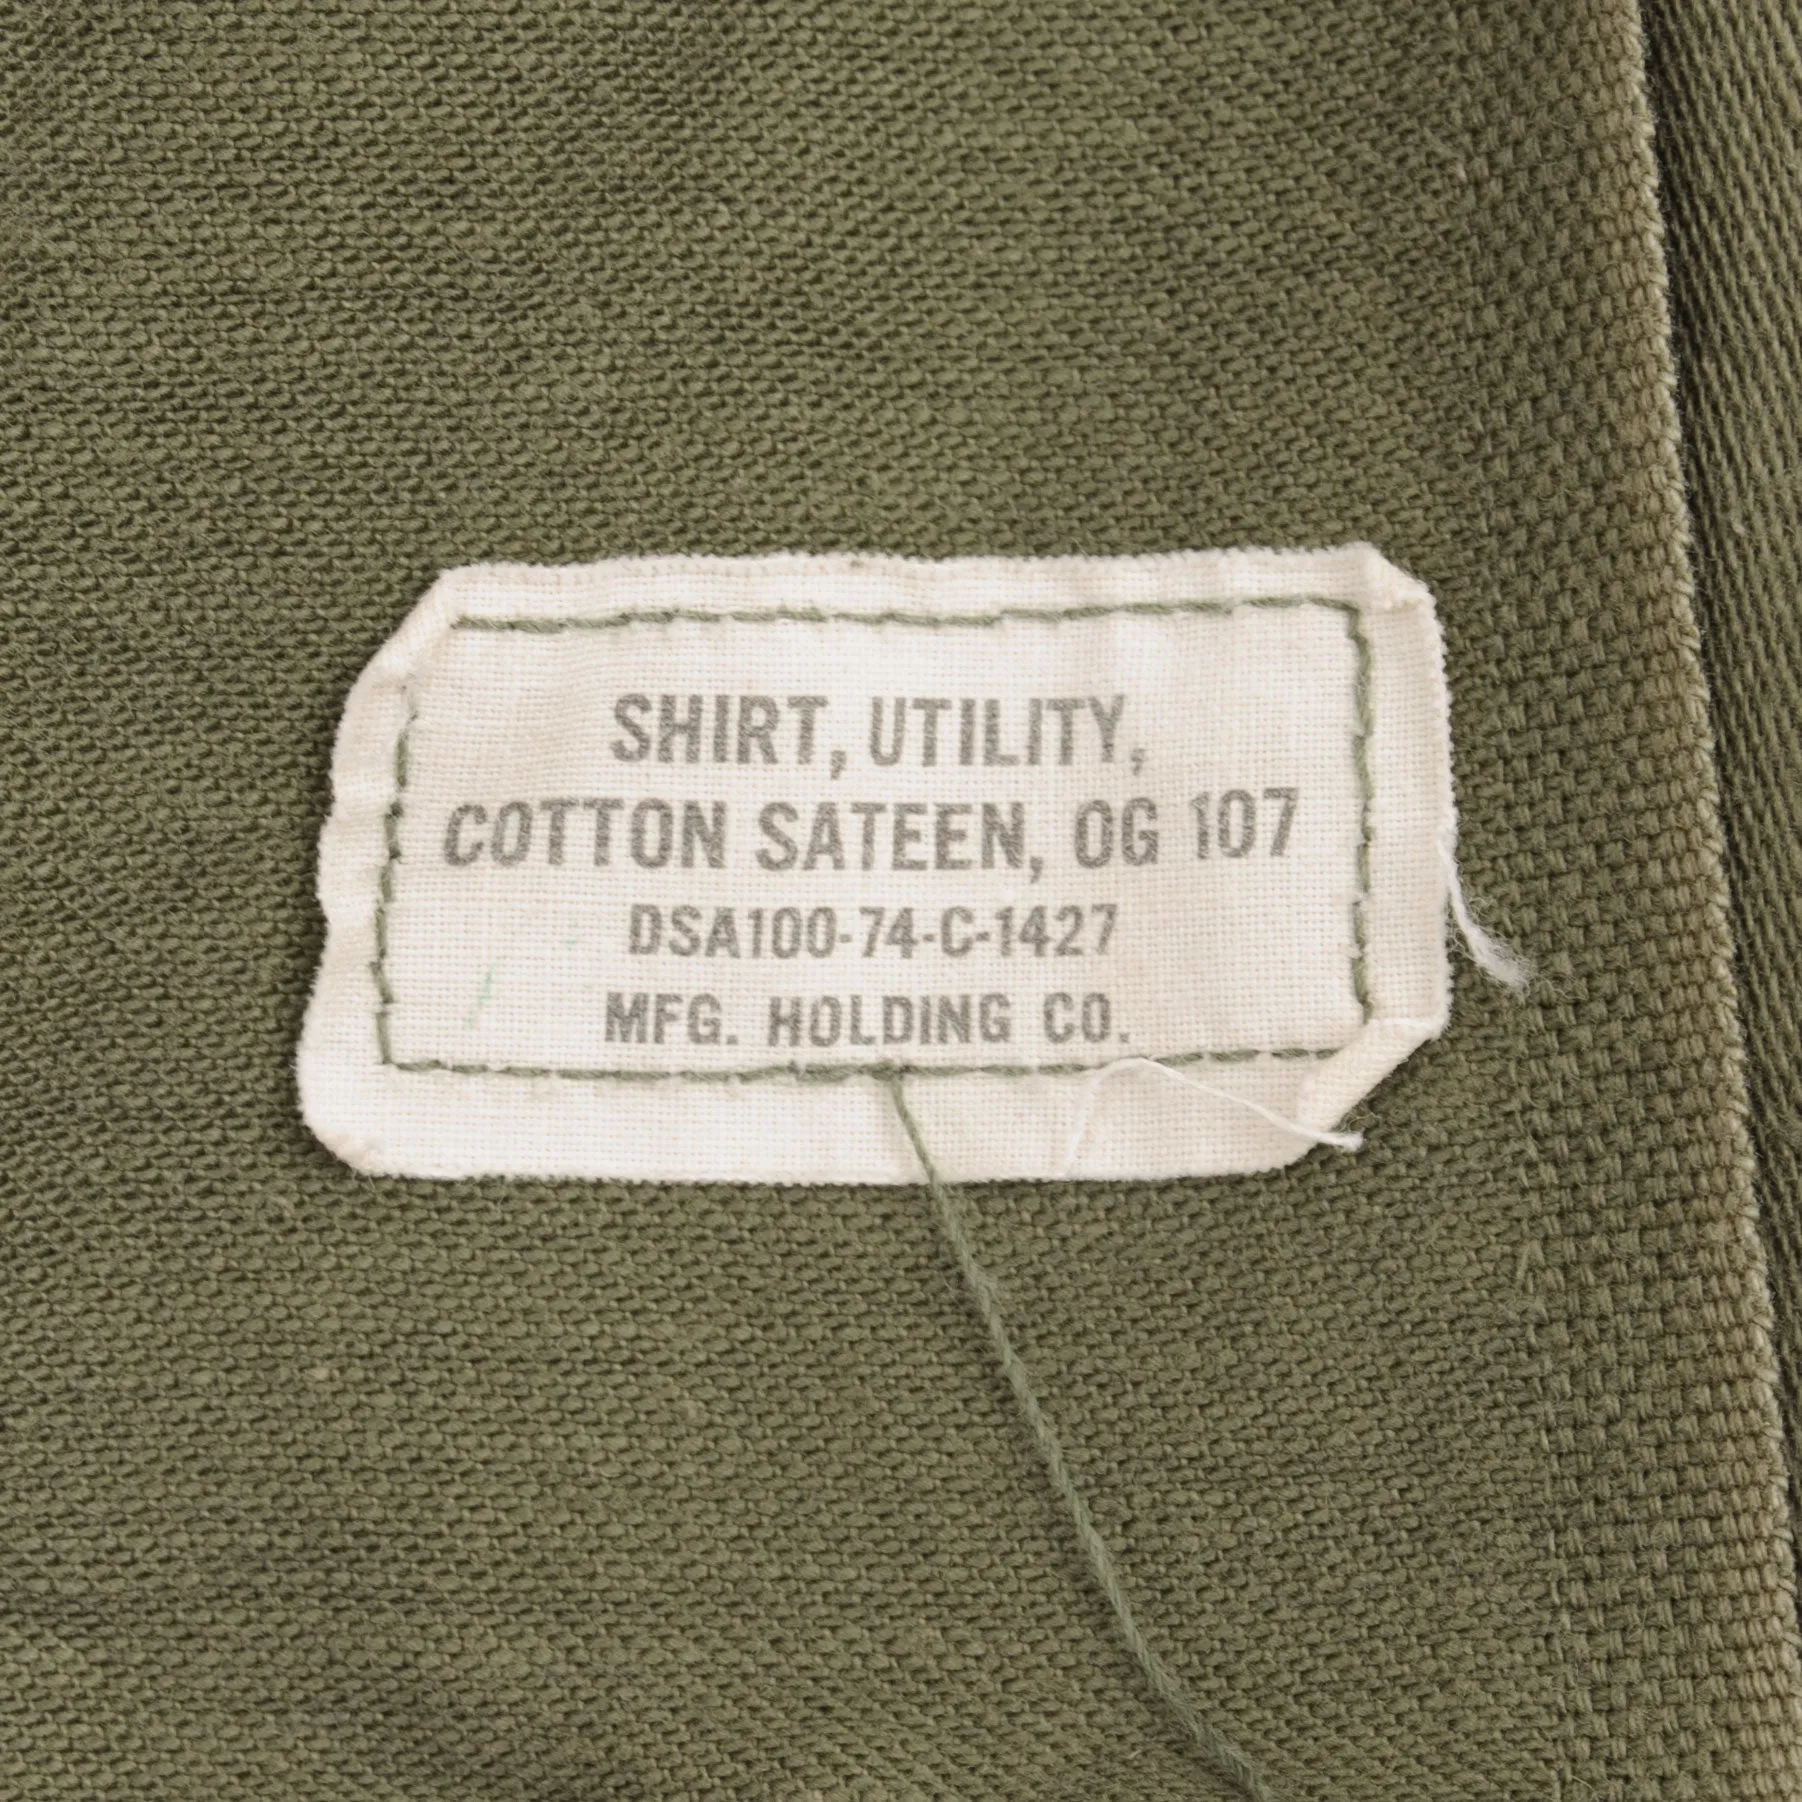 SHIRT, UTILITY,
COTTON SATEEN, OG 107
DSA100-74-C-1427
MFG. HOLDING CO.